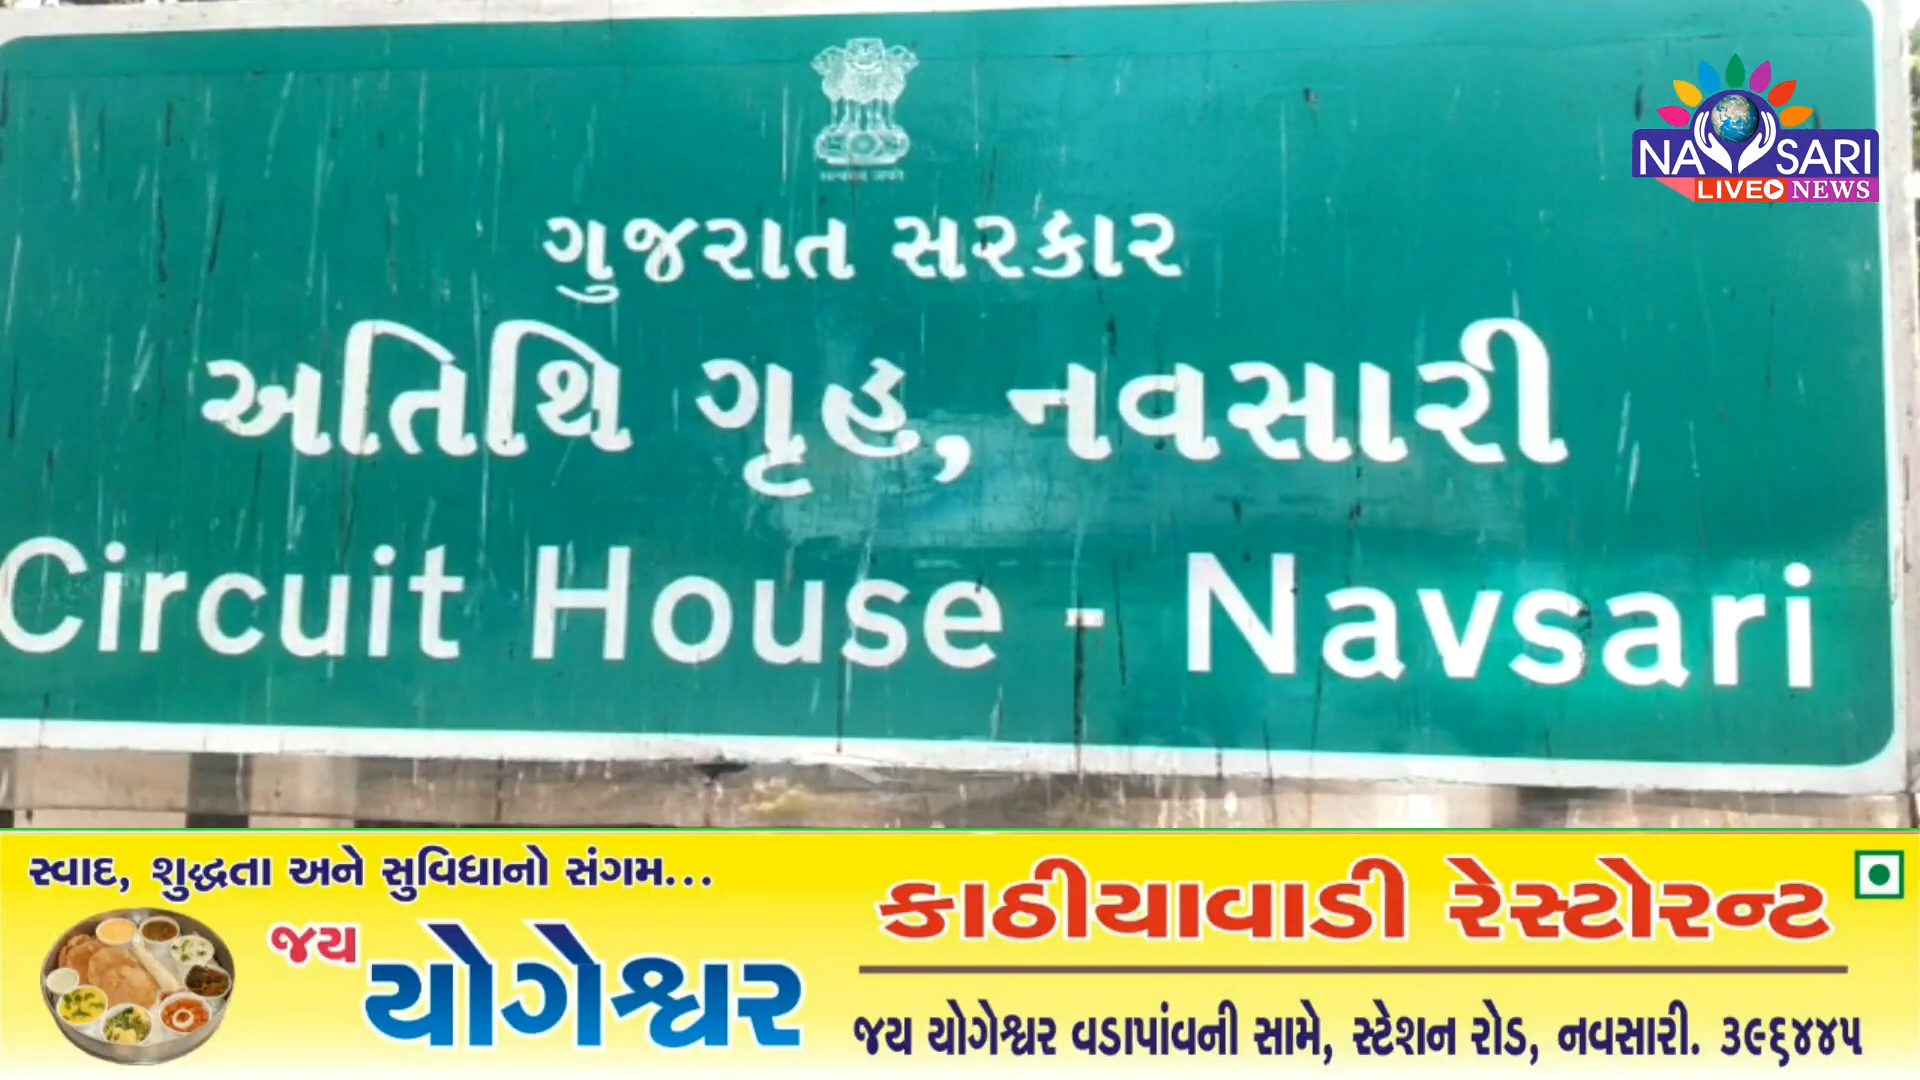 ગુજરાત સરકાર
અતિથિ ગૃહ, નવસારી
Circuit House - Navsari
NAVSARI
LIVE NEWS
સ્વાદ, શુદ્ધતા અને સુવિધાનો સંગમ...
જય
યોગેશ્વર
કાઠીયાવાડી રેસ્ટોરન્ટ
જય યોગેશ્વર વડાપાંવની સામે, સ્ટેશન રોડ, નવસારી. ૩૯૬૪૪૫